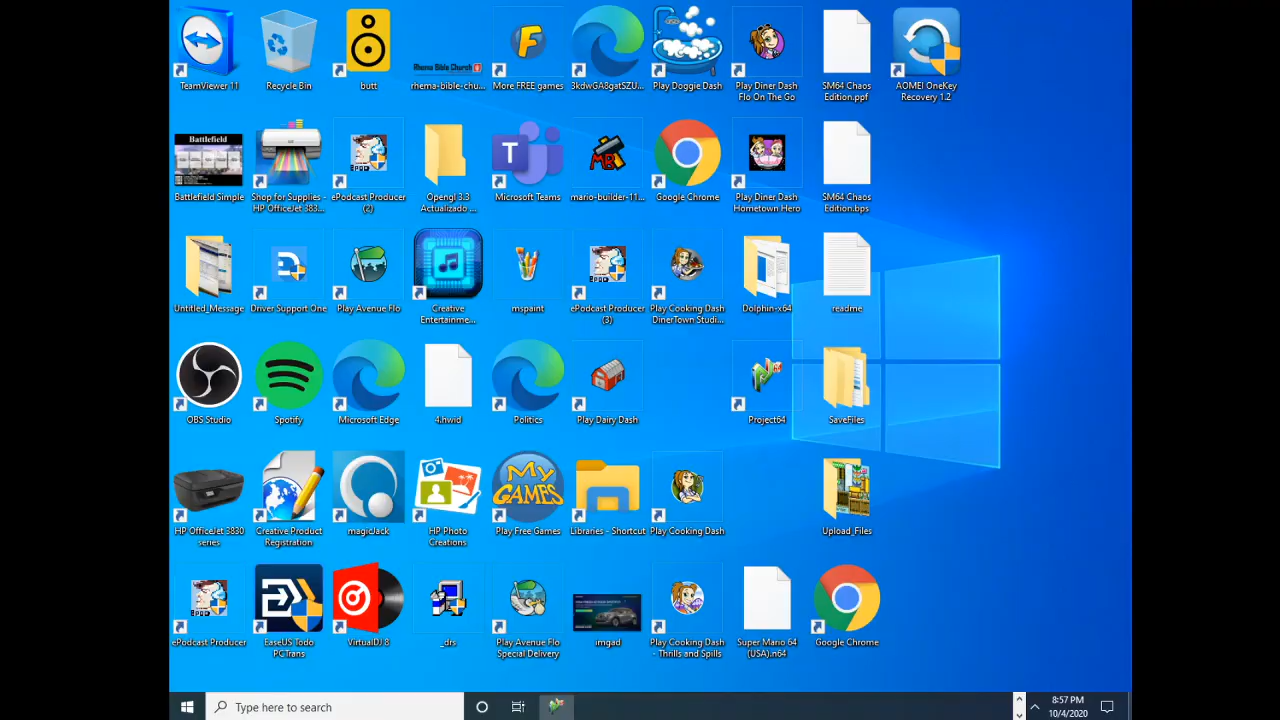 TeamViewer 11
Recycle Bin
butt
Rhema Bible Church
rhema-bible-chu...
F
More FREE games
3kdwGA8gatSZU...
Play Doggie Dash
Play Diner Dash
Flo On The Go
SM64 Chaos
Edition.ppf
AOMEI OneKey
Recovery 1.2
Battlefield
Battlefield Simple
Shop for Supplies -
HP OfficeJet 383...
ePodcast Producer
(2)
Opengl 3.3
Actualizado ...
T
Microsoft Teams
MB
mario-builder-11...
Google Chrome
Play Diner Dash
Hometown Hero
SM64 Chaos
Edition.bps
Untitled_Message
Driver Support One
Play Avenue Flo
Creative
Entertainme...
mspaint
ePodcast Producer
(3)
Play Cooking Dash
DinerTown Studi...
Dolphin-x64
readme
OBS Studio
Spotify
Microsoft Edge
4.hwid
Politics
Play Dairy Dash
Project64
SaveFiles
HP OfficeJet 3830
series
Creative Product
Registration
magicJack
HP Photo
Creations
MY
GAMES
Play Free Games
Libraries - Shortcut
Play Cooking Dash
Upload_Files
ePodcast Producer
EaseUS Todo
PCTrans
VirtualDJ 8
_drs
Play Avenue Flo
Special Delivery
imgad
Play Cooking Dash
- Thrills and Spills
Super Mario 64
(USA).n64
Google Chrome
Type here to search
8:57 PM
10/4/2020